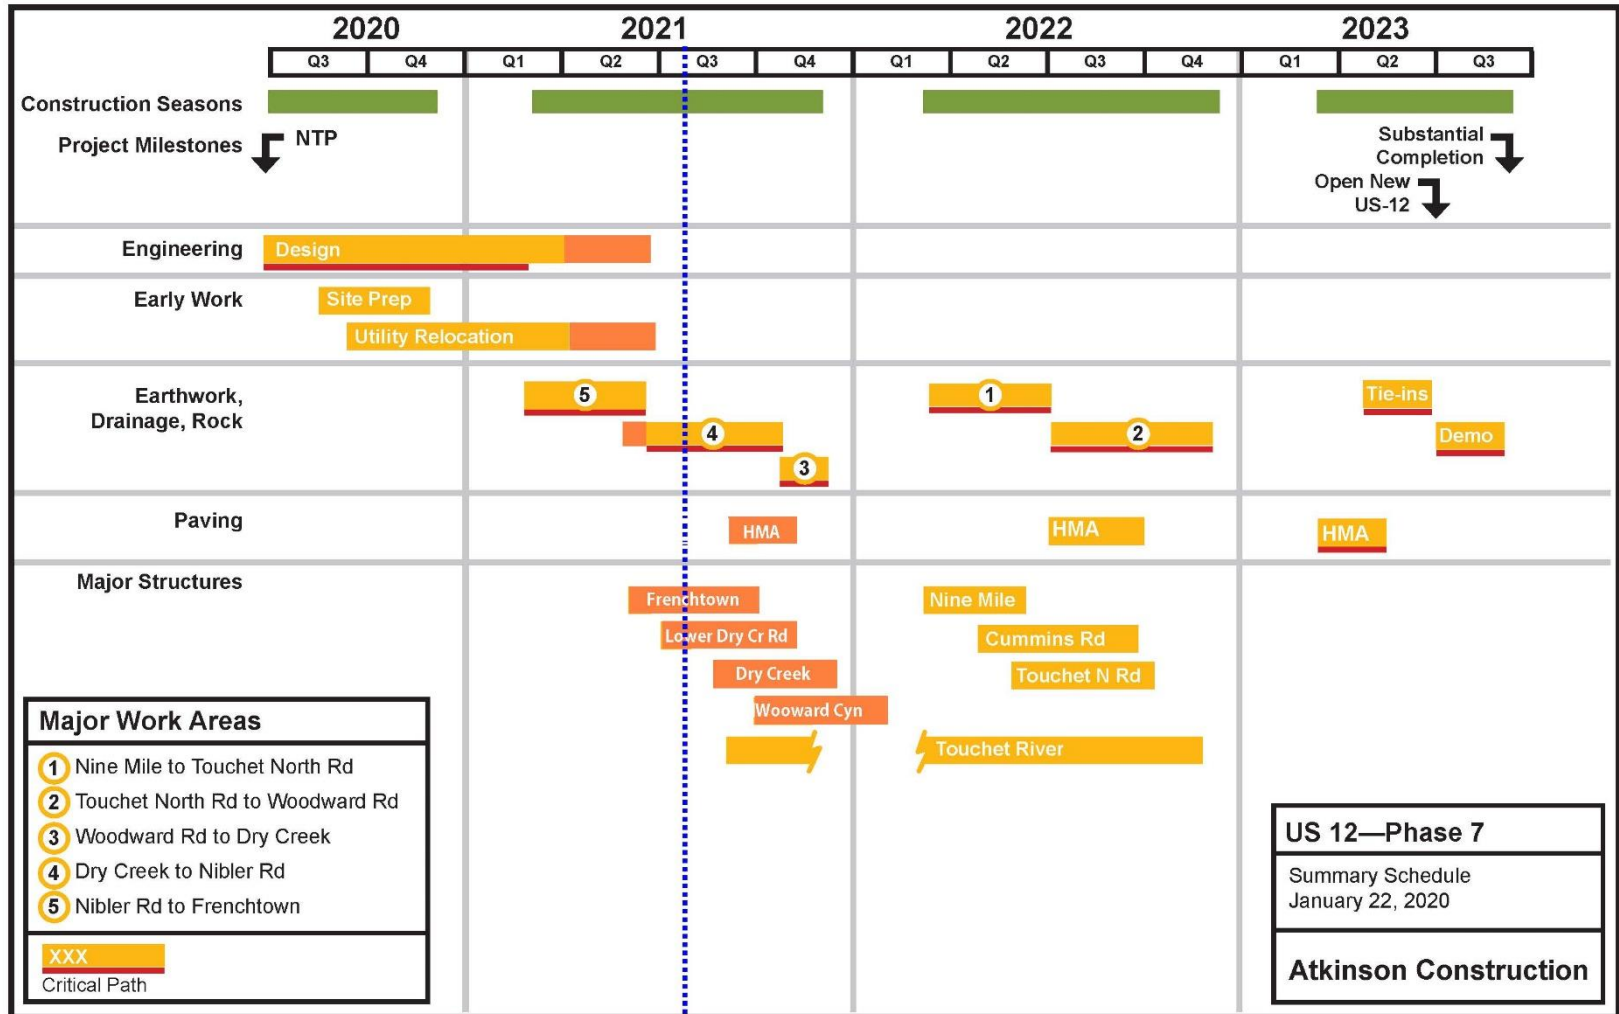 2020 2021 2022 2023
Q3 Q4 Q1 Q2 Q3 Q4 Q1 Q2 Q3 Q4 Q1 Q2 Q3
Construction Seasons
Project Milestones
NTP
Substantial
Completion
Open New
US-12
Engineering
Design
Early Work
Site Prep
Utility Relocation
Earthwork,
Drainage, Rock
5
1
Tie-ins
4
2
Demo
3
Paving
HMA
HMA
HMA
Major Structures
Frenchtown
Nine Mile
Lower Dry Cr Rd
Cummins Rd
Dry Creek
Touchet N Rd
Wooward Cyn
Touchet River
Major Work Areas
1 Nine Mile to Touchet North Rd
2 Touchet North Rd to Woodward Rd
3 Woodward Rd to Dry Creek
4 Dry Creek to Nibler Rd
5 Nibler Rd to Frenchtown
XXX
Critical Path
US 12—Phase 7
Summary Schedule
January 22, 2020
Atkinson Construction